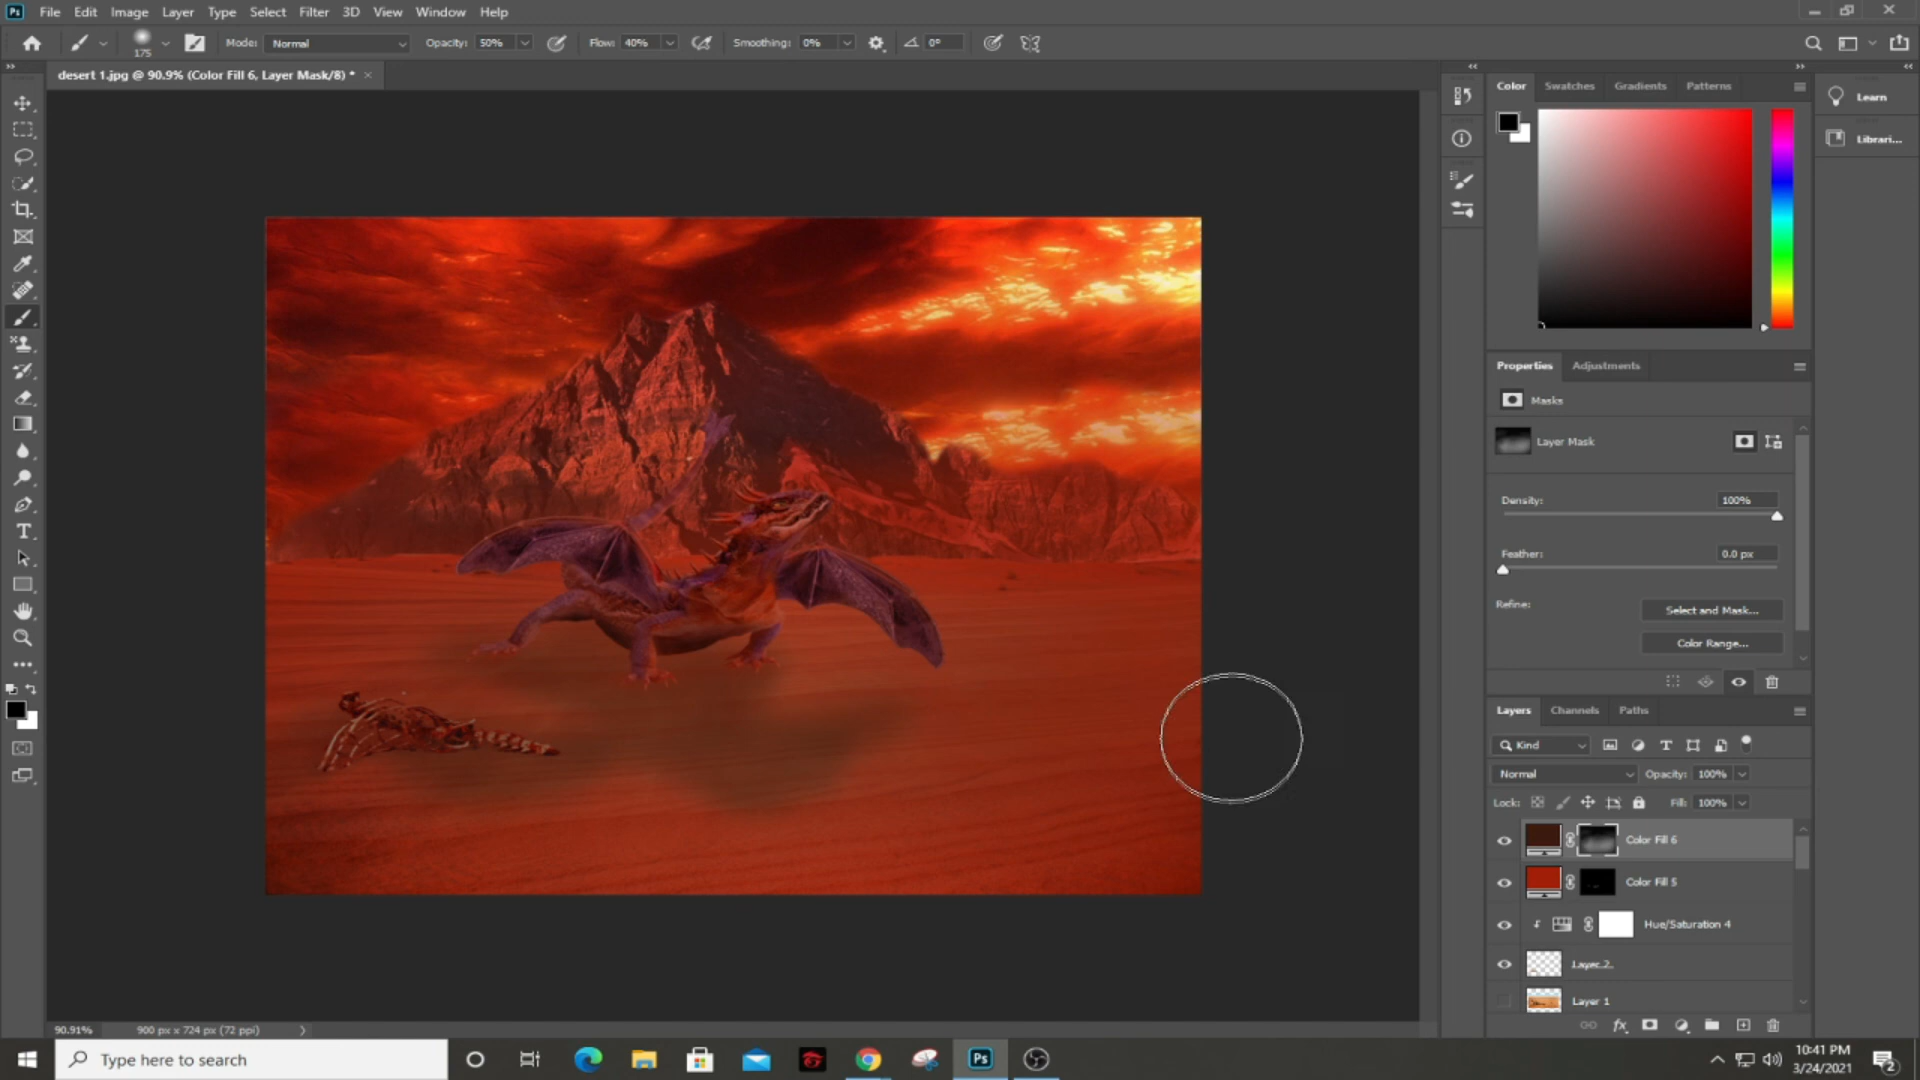 Ps File Edit Image Layer Type Select Filter 3D View Window Help
175 Mode: Normal Opacity: 50% Flow: 40% Smoothing: 0% 0°
desert 1.jpg @ 90.9% (Color Fill 6, Layer Mask/8) * ×
Color Swatches Gradients Patterns
Learn
Librari...
Properties Adjustments
Masks
Layer Mask
Density: 100%
Feather: 0.0 px
Refine: Select and Mask...
Color Range...
Layers Channels Paths
Kind
Normal Opacity: 100%
Lock: Fill: 100%
Color Fill 6
Color Fill 5
Hue/Saturation 4
Layer 2
Layer 1
fx
90.91% 900 px x 724 px (72 ppi)
Type here to search
Ps
10:41 PM
3/24/2021
2